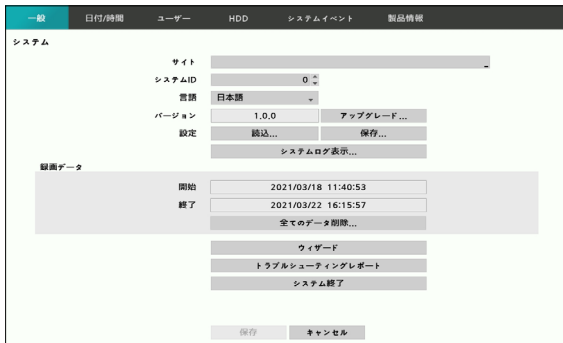 一般 日付/時間 ユーザー HDD システムイベント 製品情報
システム
サイト
システムID 0
言語 日本語
バージョン 1.0.0 アップグレード...
設定 読込... 保存...
システムログ表示...
録画データ
開始 2021/03/18 11:40:53
終了 2021/03/22 16:15:57
全てのデータ削除...
ウィザード
トラブルシューティングレポート
システム終了
保存 キャンセル